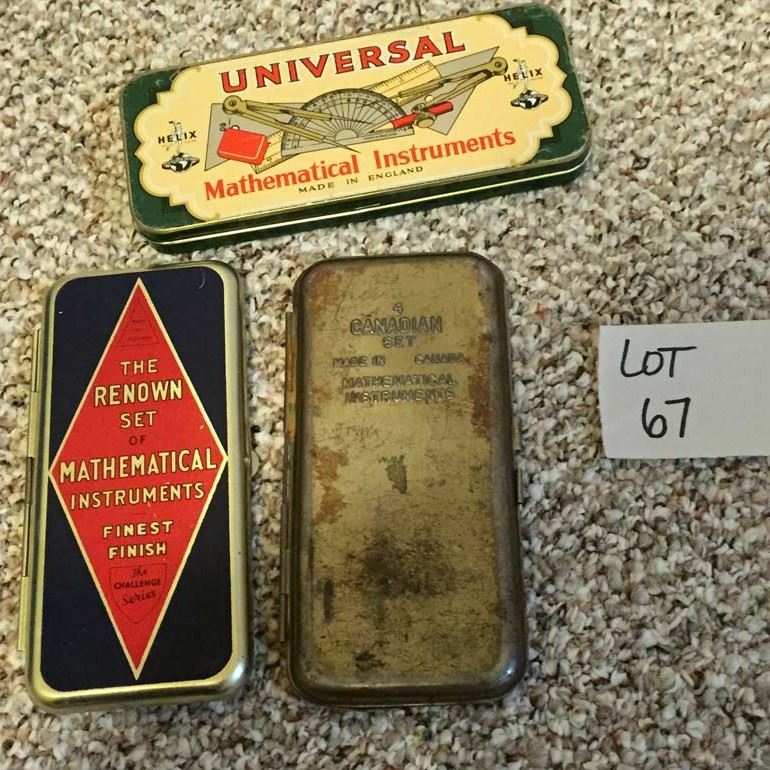 UNIVERSAL
HELIX
HELIX
Mathematical Instruments
MADE IN ENGLAND
THE
RENOWN
SET
OF
MATHEMATICAL
INSTRUMENTS
FINEST
FINISH
The
CHALLENGE
Series
4
CANADIAN
SET
MADE IN CANADA
MATHEMATICAL
INSTRUMENTS
LOT
67